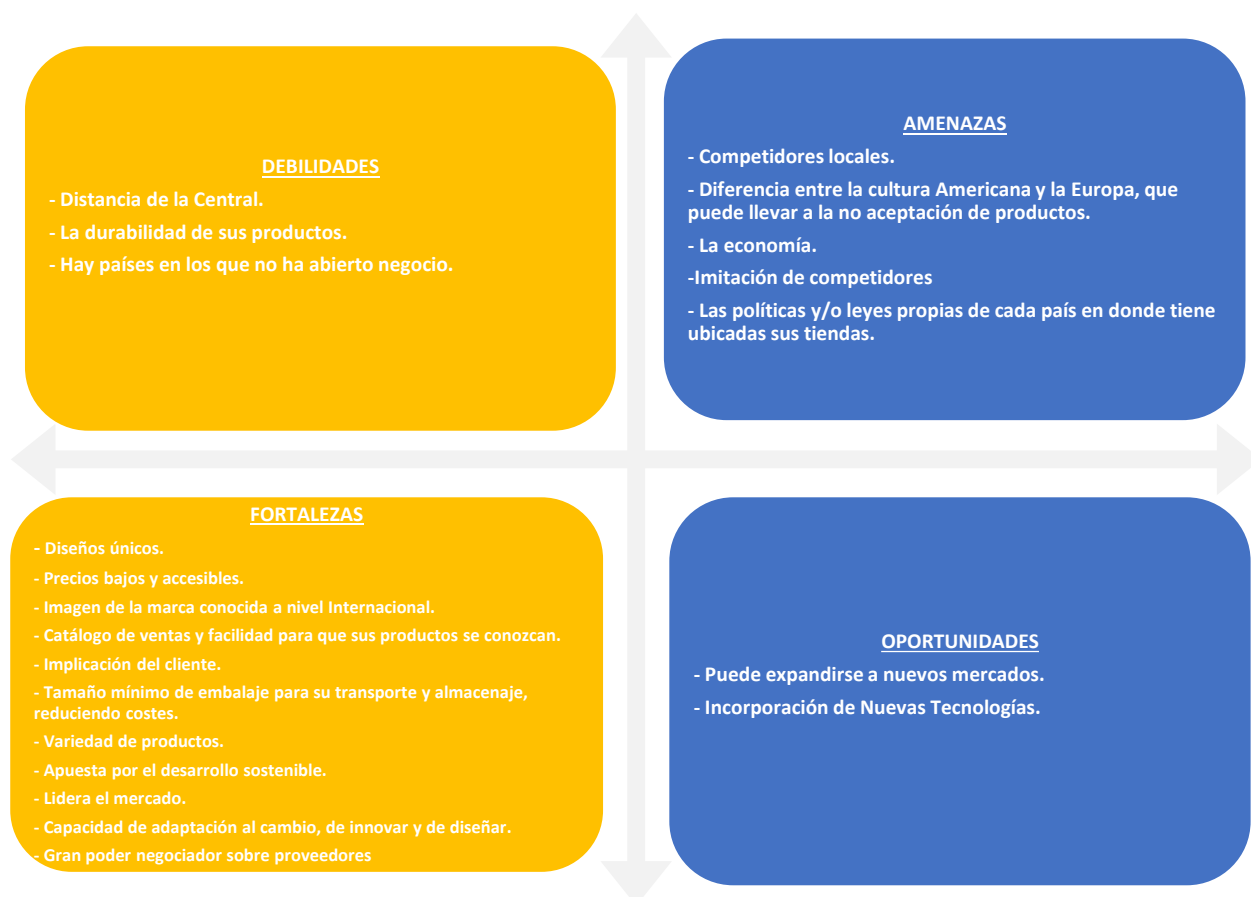 DEBILIDADES
- Distancia de la Central.
- La durabilidad de sus productos.
- Hay países en los que no ha abierto negocio.
AMENAZAS
- Competidores locales.
- Diferencia entre la cultura Americana y la Europa, que
puede llevar a la no aceptación de productos.
- La economía.
-Imitación de competidores
- Las políticas y/o leyes propias de cada país en donde tiene
ubicadas sus tiendas.
FORTALEZAS
- Diseños únicos.
- Precios bajos y accesibles.
- Imagen de la marca conocida a nivel Internacional.
- Catálogo de ventas y facilidad para que sus productos se conozcan.
- Implicación del cliente.
- Tamaño mínimo de embalaje para su transporte y almacenaje,
reduciendo costes.
- Variedad de productos.
- Apuesta por el desarrollo sostenible.
- Lidera el mercado.
- Capacidad de adaptación al cambio, de innovar y de diseñar.
- Gran poder negociador sobre proveedores
OPORTUNIDADES
- Puede expandirse a nuevos mercados.
- Incorporación de Nuevas Tecnologías.